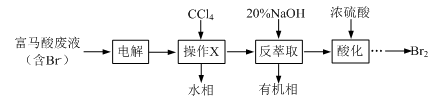 CCl₄ 20%NaOH 浓硫酸
富马酸废液
(含Br⁻) 电解 操作X 反萃取 酸化 … Br₂
水相 有机相